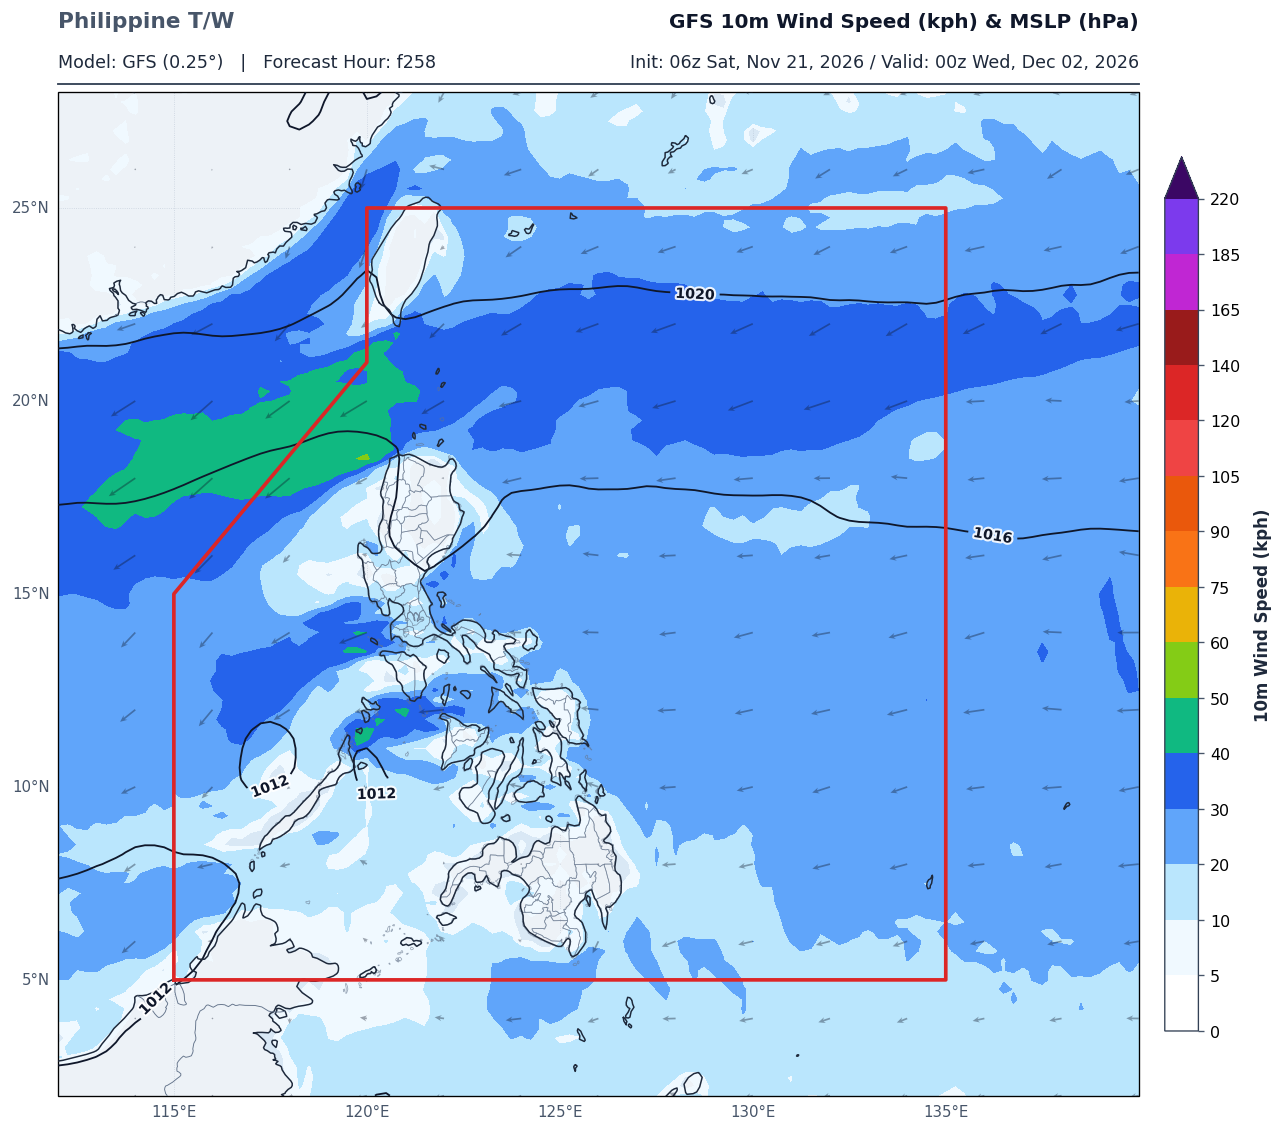 Philippine T/W
GFS 10m Wind Speed (kph) & MSLP (hPa)
Model: GFS (0.25°) | Forecast Hour: f258
Init: 06z Sat, Nov 21, 2026 / Valid: 00z Wed, Dec 02, 2026
25°N
20°N
15°N
10°N
5°N
115°E
120°E
125°E
130°E
135°E
1020
1016
1012
1012
1012
220
185
165
140
120
105
90
75
60
50
40
30
20
10
5
0
10m Wind Speed (kph)